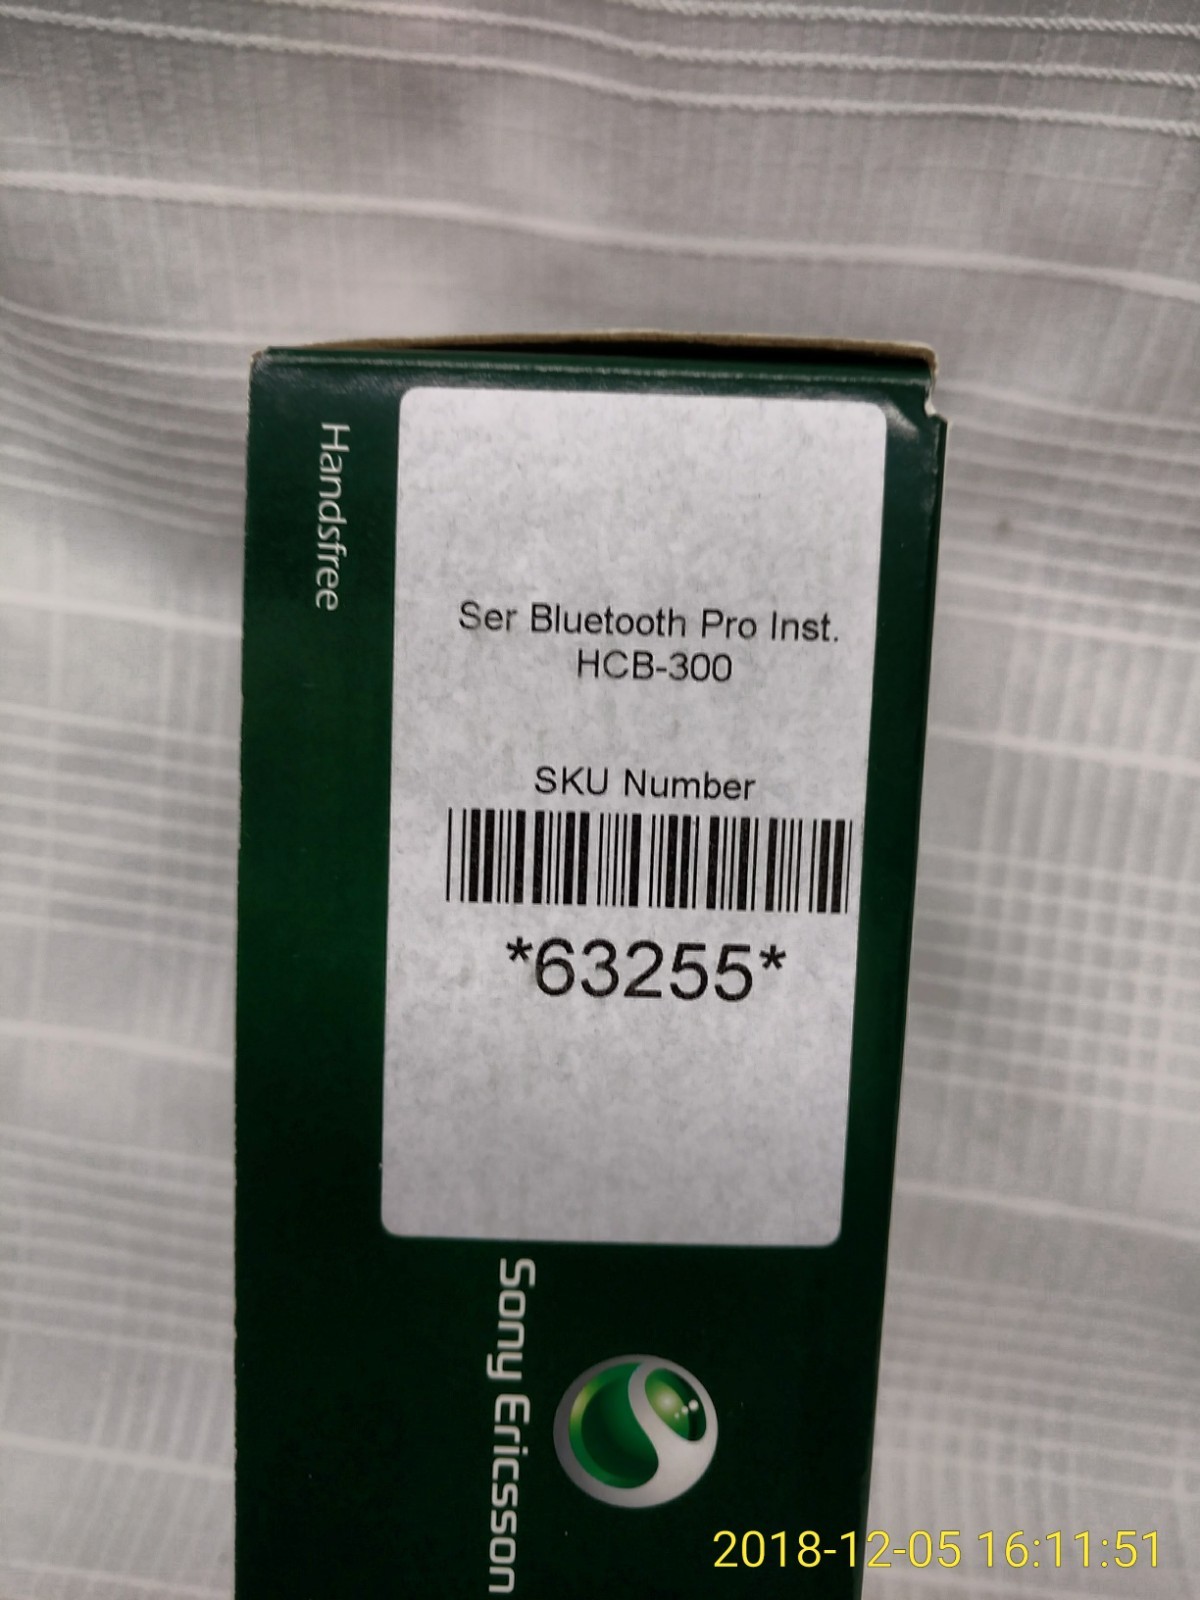 Handsfree
Ser Bluetooth Pro Inst.
HCB-300
SKU Number
*63255*
Sony Ericsson
2018-12-05 16:11:51